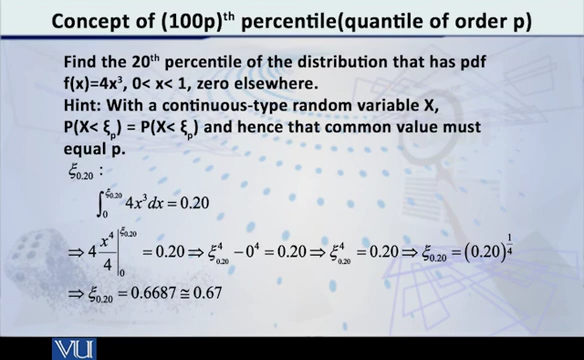 Concept of (100p)ᵗʰ percentile(quantile of order p)
Find the 20ᵗʰ percentile of the distribution that has pdf
f(x)=4x³, 0< x< 1, zero elsewhere.
Hint: With a continuous-type random variable X,
P(X< ξₚ) = P(X< ξₚ) and hence that common value must
equal p.
ξ₀.₂₀ :
∫₀^ξ₀.₂₀ 4x³dx = 0.20
⇒ 4 x⁴/4 |₀^ξ₀.₂₀ = 0.20 ⇒ ξ⁴₀.₂₀ − 0⁴ = 0.20 ⇒ ξ⁴₀.₂₀ = 0.20 ⇒ ξ₀.₂₀ = (0.20)^(1/4)
⇒ ξ₀.₂₀ = 0.6687 ≅ 0.67
VU